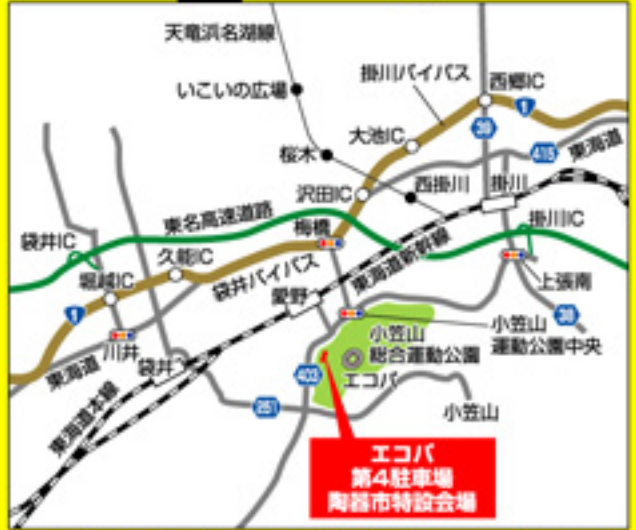 天竜浜名湖線
いこいの広場
掛川バイパス
西郷IC
1
39
大池IC
415
東海道
桜木
沢田IC
西掛川
掛川
東名高速道路
梅橋
掛川IC
袋井IC
久能IC
堀越IC
袋井バイパス
東海道新幹線
愛野
上張南
1
38
川井
小笠山
総合運動公園
エコパ
小笠山
運動公園中央
東海道
袋井
403
東海道本線
251
小笠山
エコパ
第4駐車場
陶器市特設会場